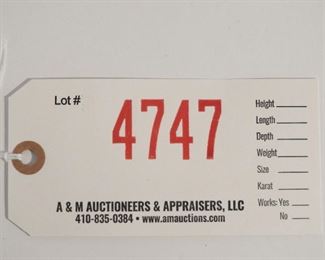 Lot #
4747
Height
Length
Depth
Weight
Size
Karat
Works: Yes
No
A & M AUCTIONEERS & APPRAISERS, LLC
410-835-0384 • www.amauctions.com